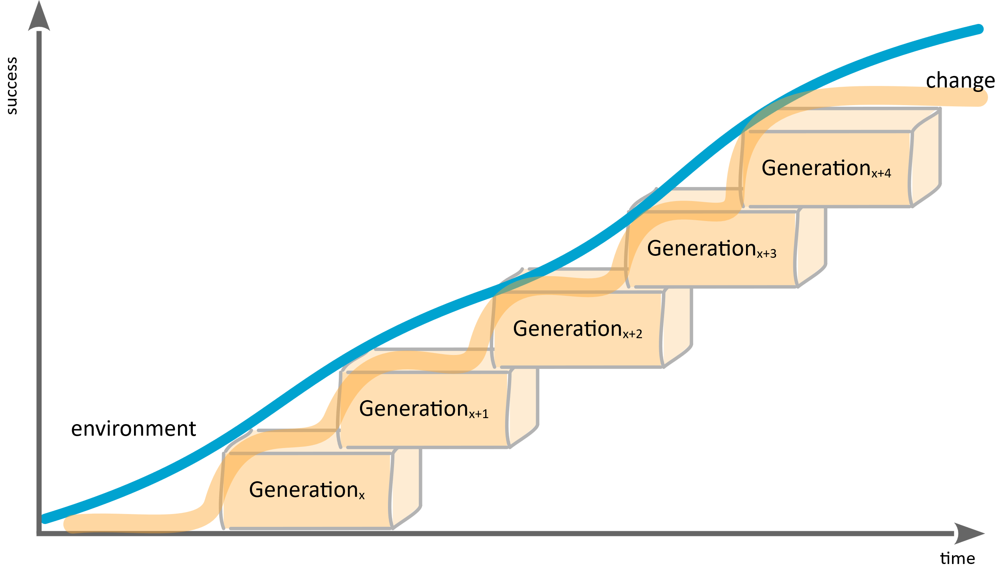 success
change
Generationx+4
Generationx+3
Generationx+2
Generationx+1
environment
Generationx
time